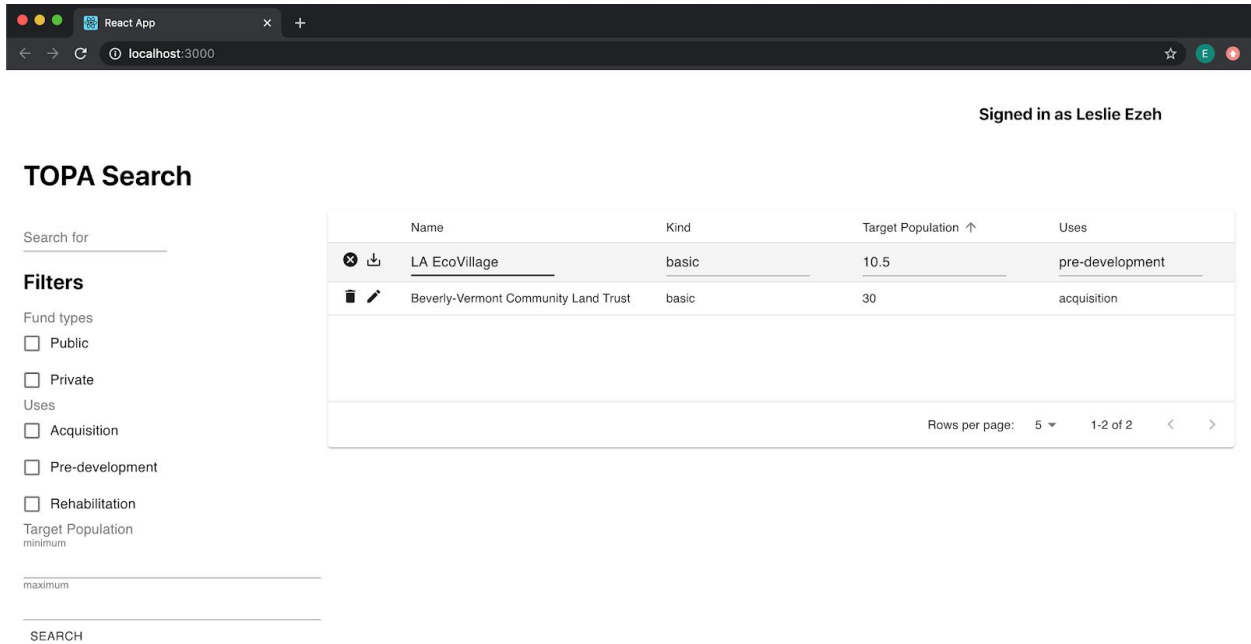 React App
localhost:3000
E
Signed in as Leslie Ezeh
TOPA Search
Search for
Filters
Fund types
Public
Private
Uses
Acquisition
Pre-development
Rehabilitation
Target Population
minimum
maximum
SEARCH
Name Kind Target Population Uses
LA EcoVillage basic 10.5 pre-development
Beverly-Vermont Community Land Trust basic 30 acquisition
Rows per page: 5 1-2 of 2